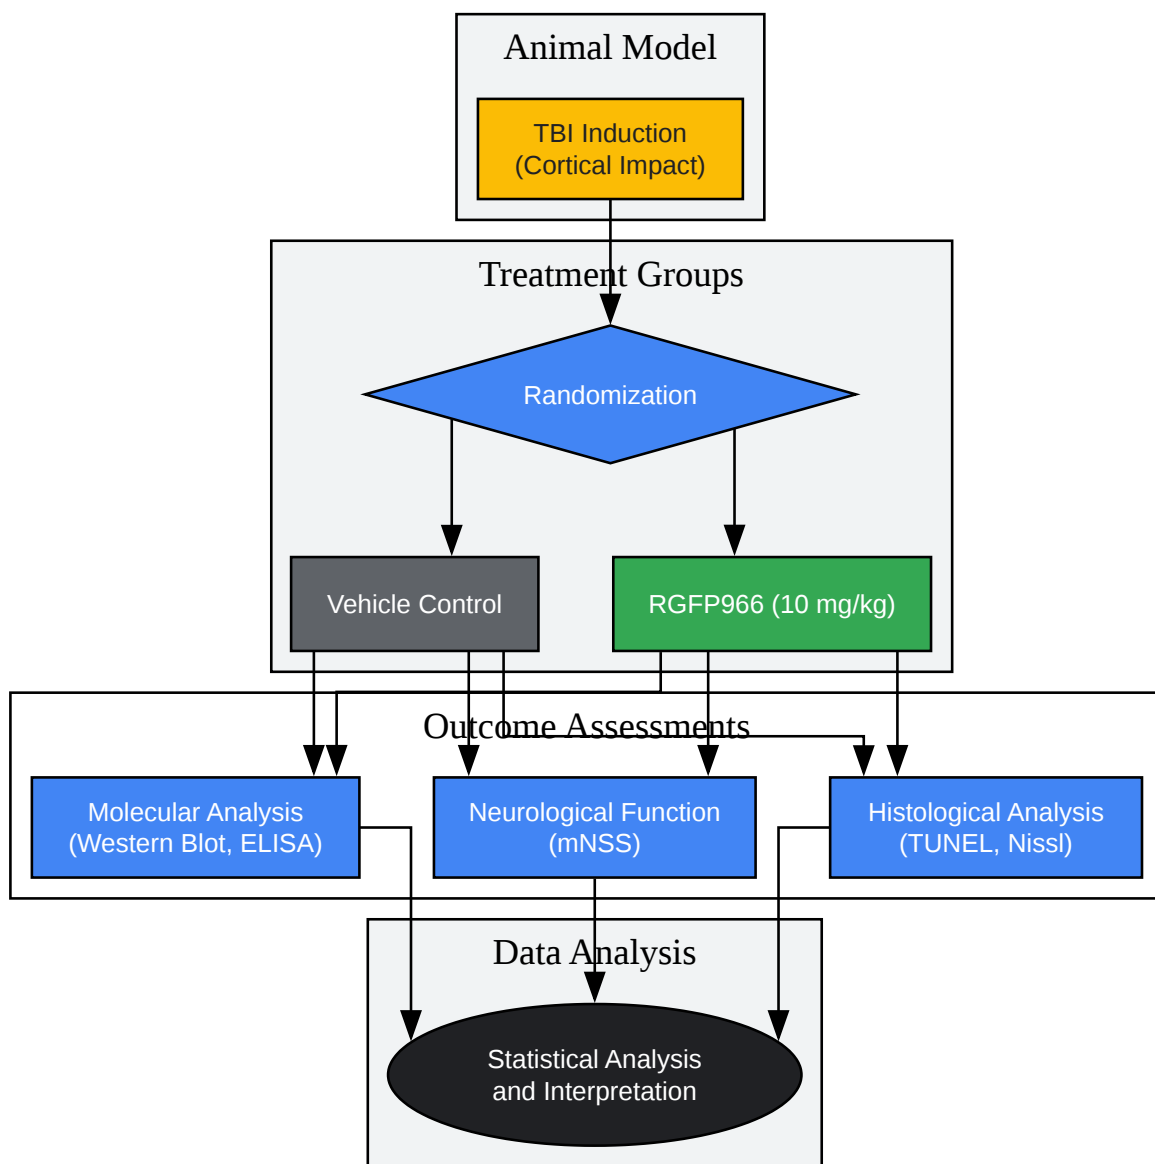 Animal Model
TBI Induction
(Cortical Impact)
Treatment Groups
Randomization
Vehicle Control
RGFP966 (10 mg/kg)
Outcome Assessments
Molecular Analysis
(Western Blot, ELISA)
Neurological Function
(mNSS)
Histological Analysis
(TUNEL, Nissl)
Data Analysis
Statistical Analysis
and Interpretation